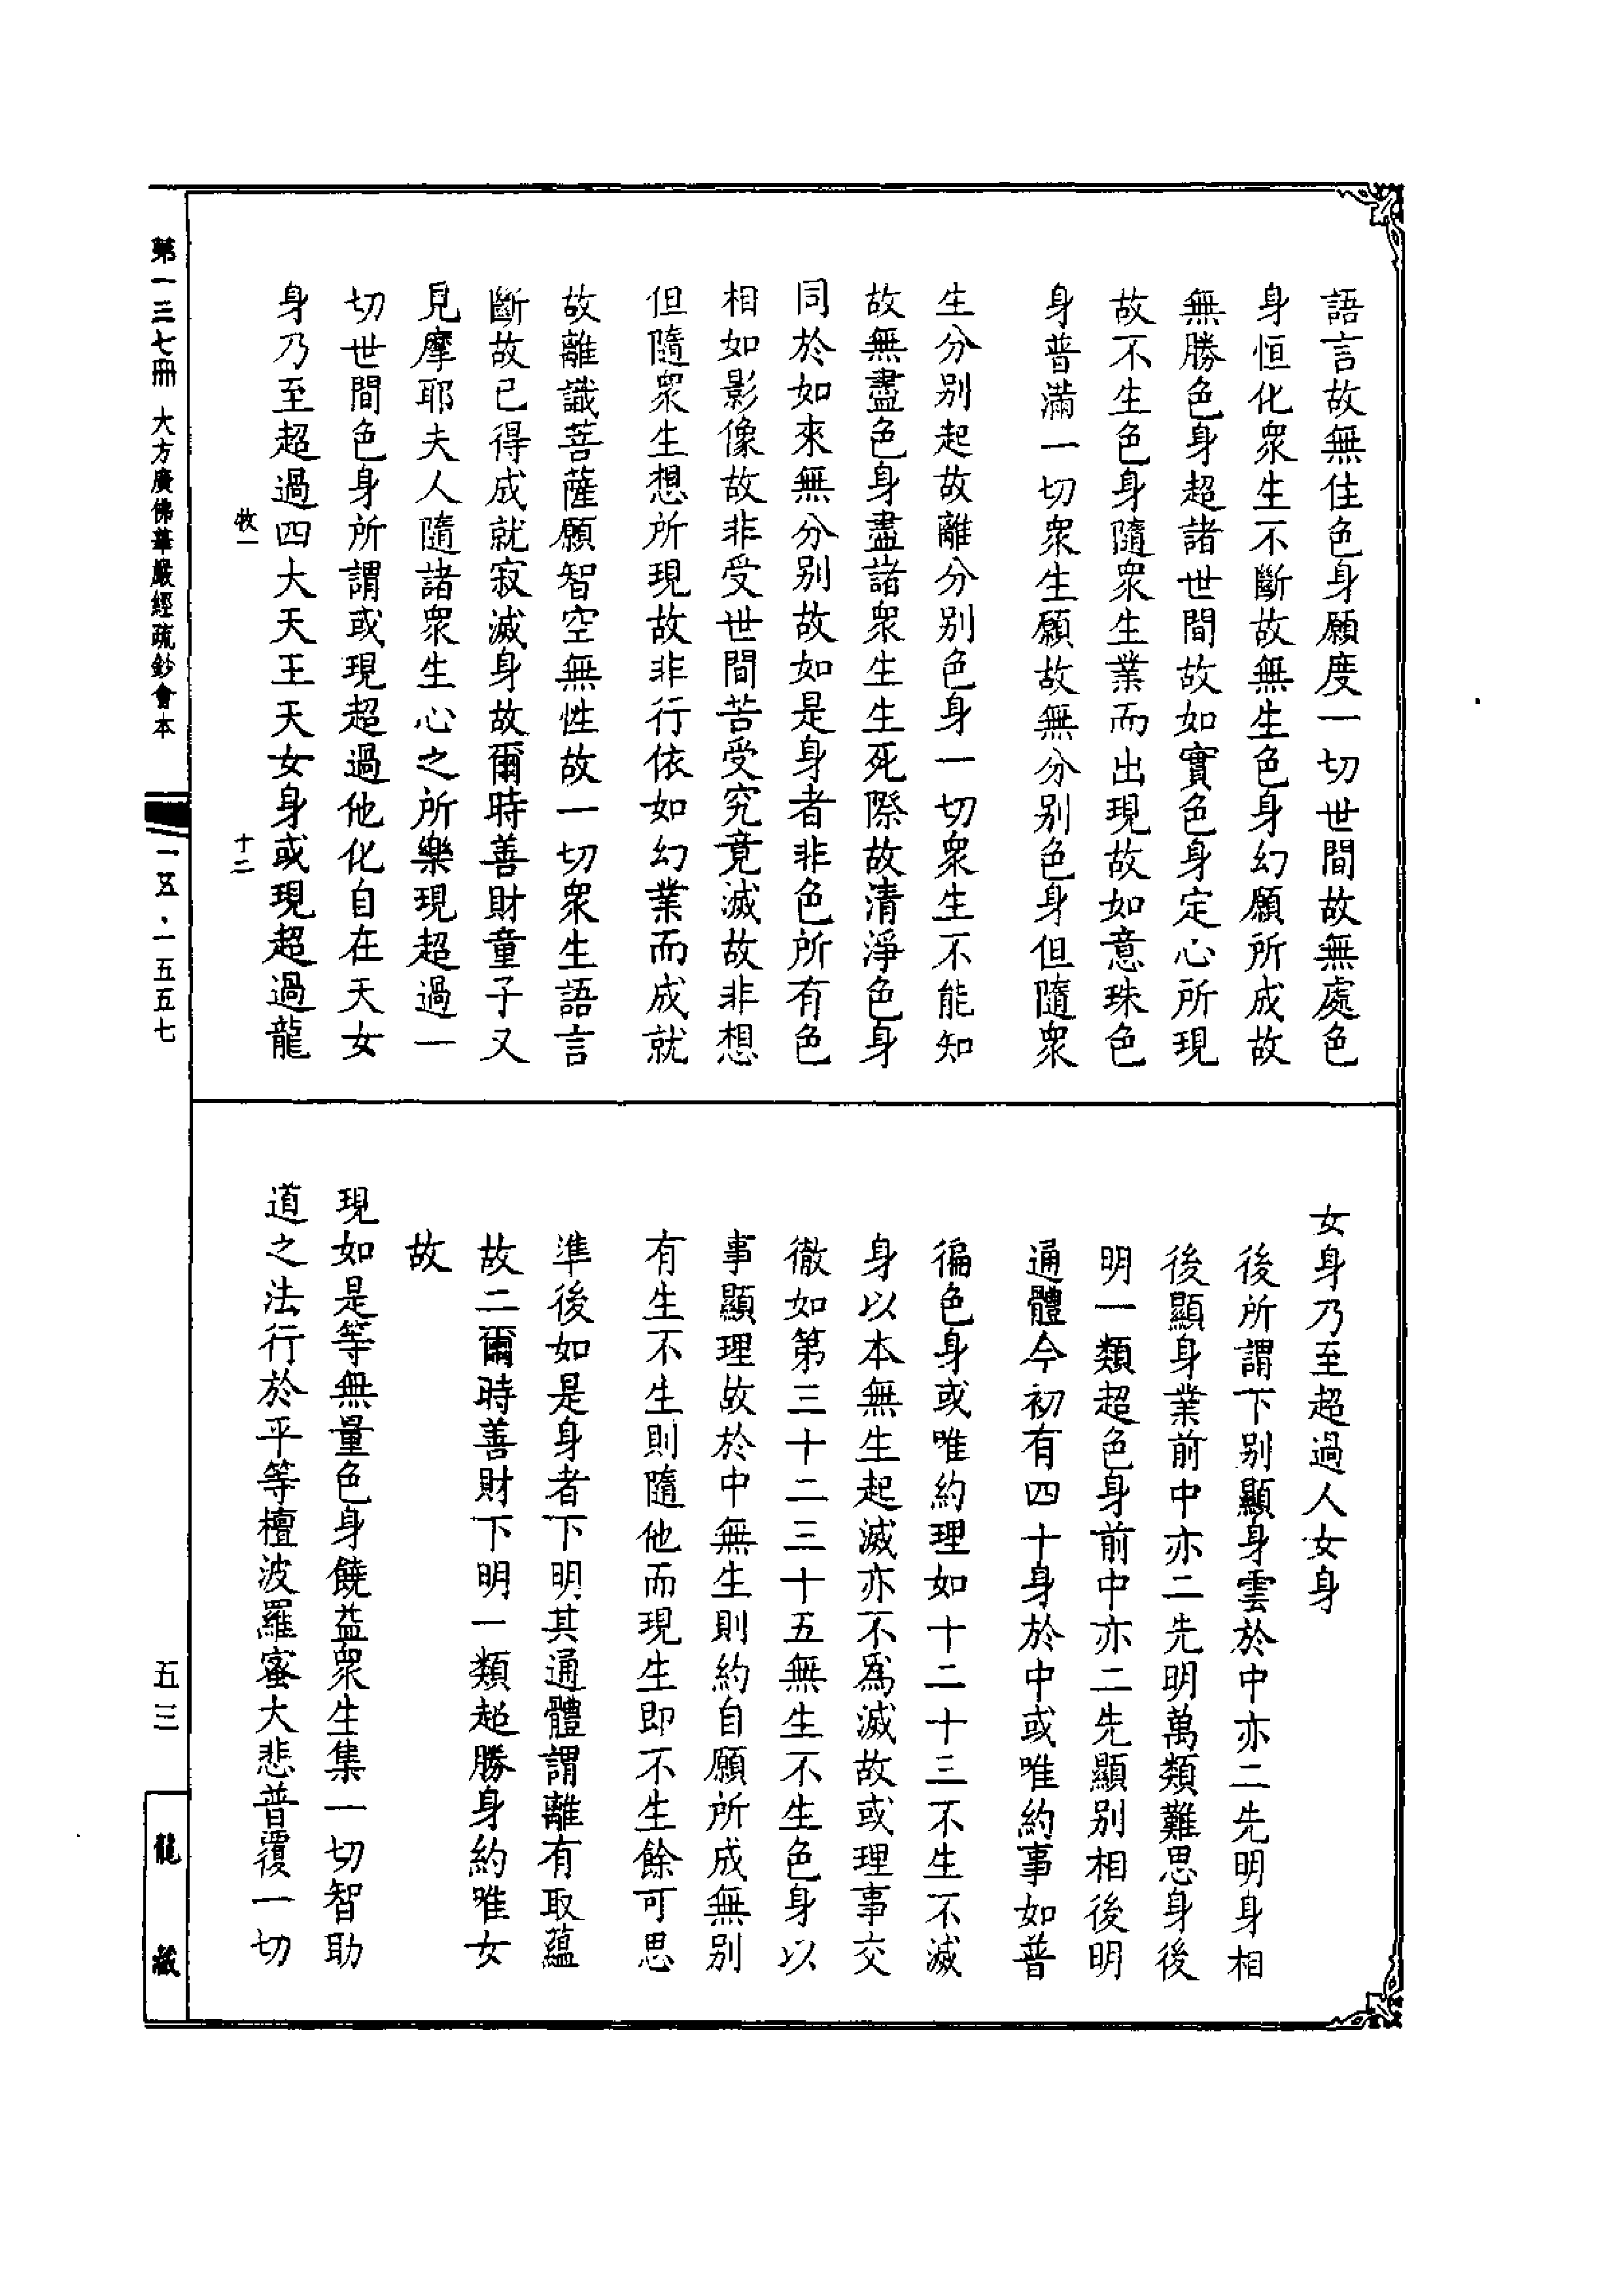 語言故無住色身願度一切世間故無處色
身恒化衆生不斷故無生色身幻願所成故
無勝色身超諸世間故如實色身定心所現
故不生色身隨衆生業而出現故如意珠色
身普滿一切衆生願故無分别色身但隨衆
生分别起故離分别色身一切衆生不能知
故無盡色身盡諸衆生生死際故清淨色身
同於如來無分别故如是身者非色所有色
相如影像故非受世間苦受究竟滅故非想
但隨衆生想所現故非行依如幻業而成就
故離識菩薩願智空無性故一切衆生語言
斷故已得成就寂滅身故爾時善財童子又
見摩耶夫人隨諸衆生心之所樂現超過一
切世間色身所謂或現超過他化自在天女
身乃至超過四大天王天女身或現超過龍
牧一 十二
女身乃至超過人女身
後所謂下别顯身雲於中亦二先明身相
後顯身業前中亦二先明萬類難思身後
明一類超色身前中亦二先顯别相後明
通體今初有四十身於中或唯約事如普
徧色身或唯約理如十二十三不生不滅
身以本無生起滅亦不爲滅故或理事交
徹如第三十二三十五無生不生色身以
事顯理故於中無生則約自願所成無别
有生不生則隨他而現生即不生餘可思
準後如是身者下明其通體謂離有取蘊
故二爾時善財下明一類超勝身約唯女
故
現如是等無量色身饒益衆生集一切智助
道之法行於平等檀波羅蜜大悲普覆一切
第一三七冊 大方廣佛華嚴經疏鈔會本
一五·一五五七
五三
龍藏